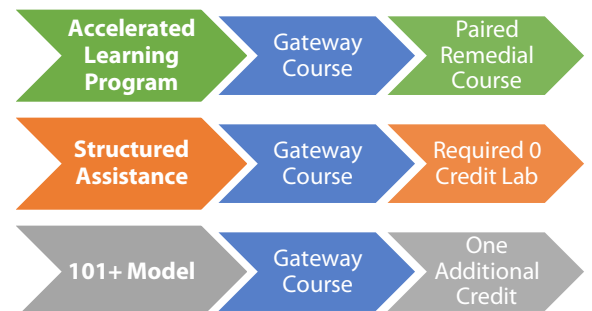 Accelerated
Learning
Program
Gateway
Course
Paired
Remedial
Course
Structured
Assistance
Gateway
Course
Required 0
Credit Lab
101+ Model
Gateway
Course
One
Additional
Credit